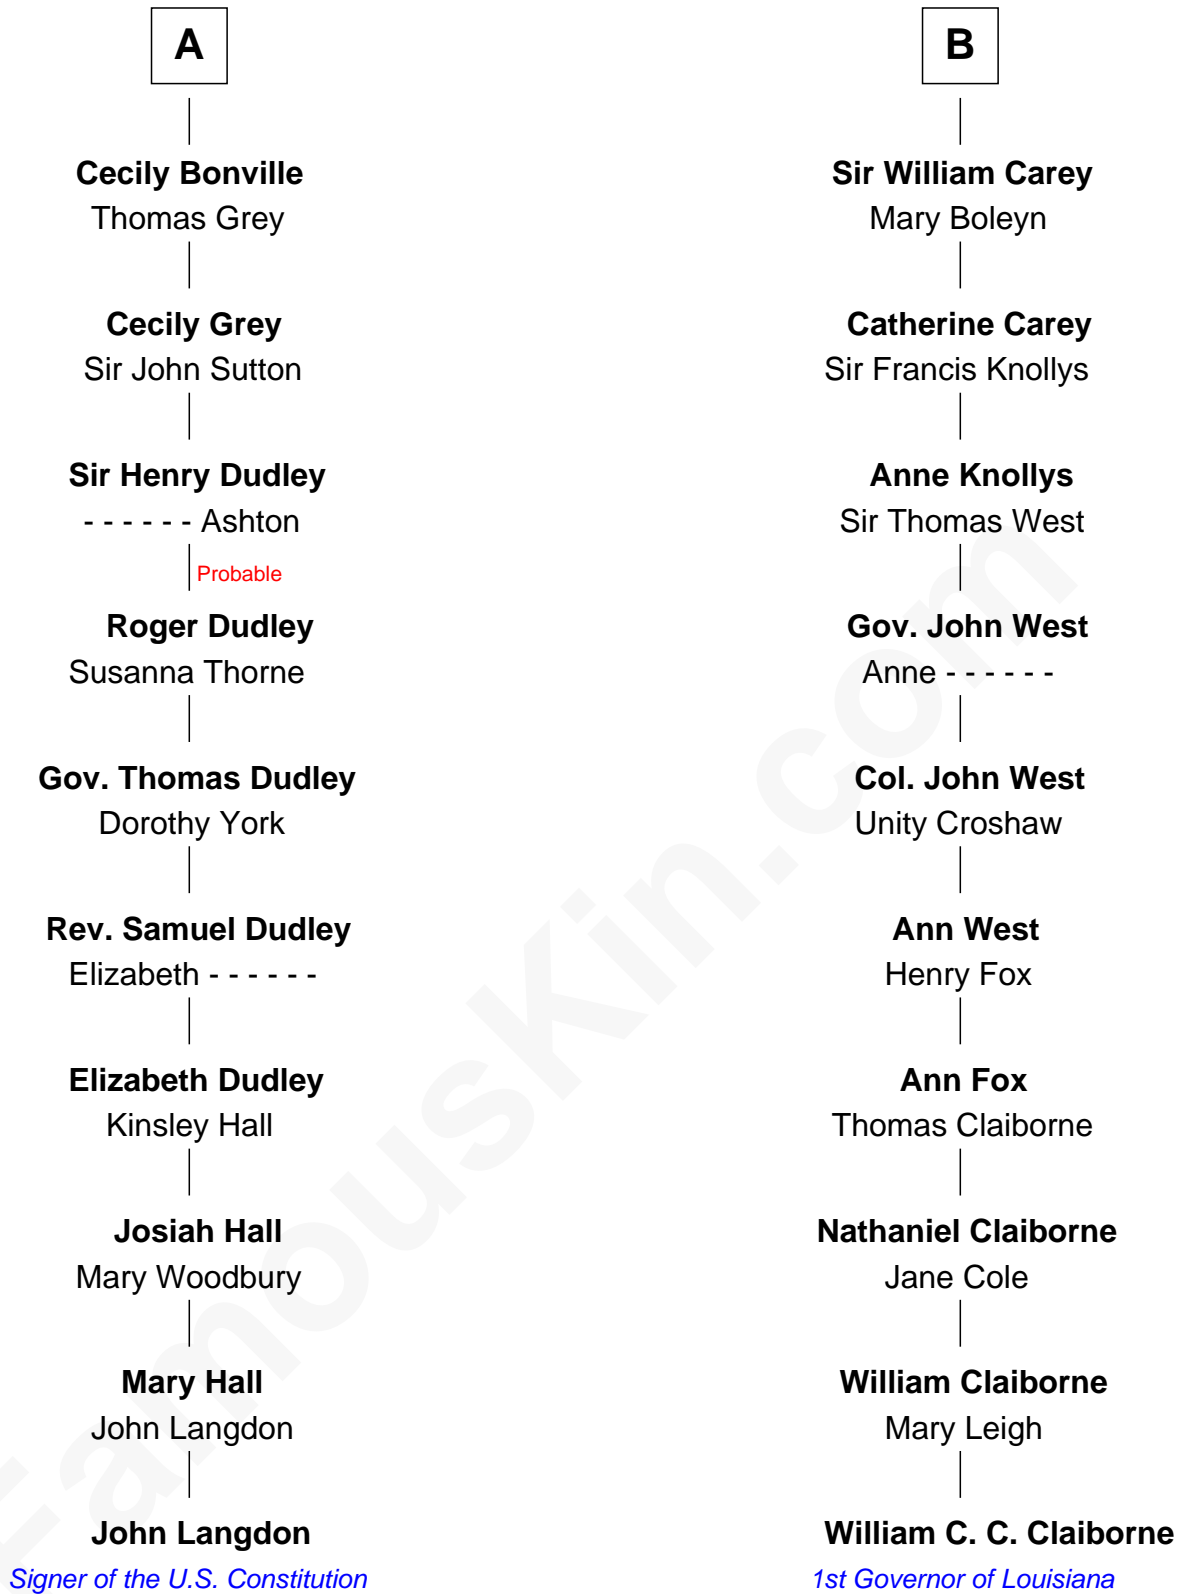 A
Cecily Bonville
Thomas Grey
Cecily Grey
Sir John Sutton
Sir Henry Dudley
- - - - - - Ashton
Probable
Roger Dudley
Susanna Thorne
Gov. Thomas Dudley
Dorothy York
Rev. Samuel Dudley
Elizabeth - - - - - -
Elizabeth Dudley
Kinsley Hall
Josiah Hall
Mary Woodbury
Mary Hall
John Langdon
John Langdon
Signer of the U.S. Constitution
B
Sir William Carey
Mary Boleyn
Catherine Carey
Sir Francis Knollys
Anne Knollys
Sir Thomas West
Gov. John West
Anne - - - - - -
Col. John West
Unity Croshaw
Ann West
Henry Fox
Ann Fox
Thomas Claiborne
Nathaniel Claiborne
Jane Cole
William Claiborne
Mary Leigh
William C. C. Claiborne
1st Governor of Louisiana
FamousKin.com